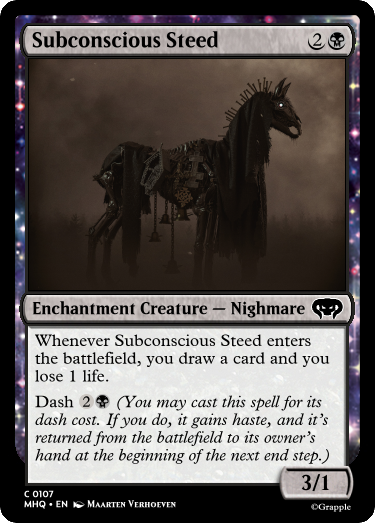 Subconscious Steed 2
Enchantment Creature — Nighmare
Whenever Subconscious Steed enters
the battlefield, you draw a card and you
lose 1 life.
Dash 2 (You may cast this spell for its
dash cost. If you do, it gains haste, and it's
returned from the battlefield to its owner's
hand at the beginning of the next end step.)
3/1
C 0107
MHQ • EN Maarten Verhoeven
©Grapple